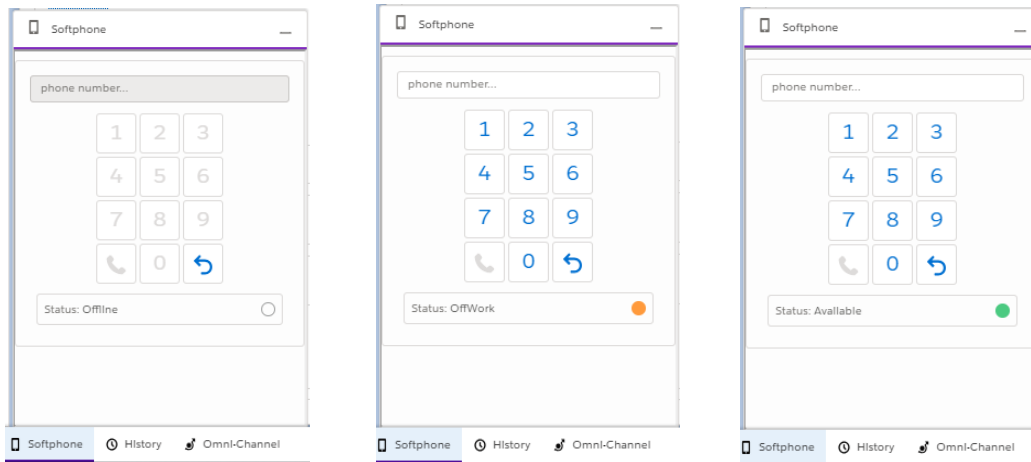 Softphone
phone number...
1 2 3
4 5 6
7 8 9
0
Status: Offline
Softphone History Omni-Channel
Softphone
phone number...
1 2 3
4 5 6
7 8 9
0
Status: OffWork
Softphone History Omni-Channel
Softphone
phone number...
1 2 3
4 5 6
7 8 9
0
Status: Available
Softphone History Omni-Channel